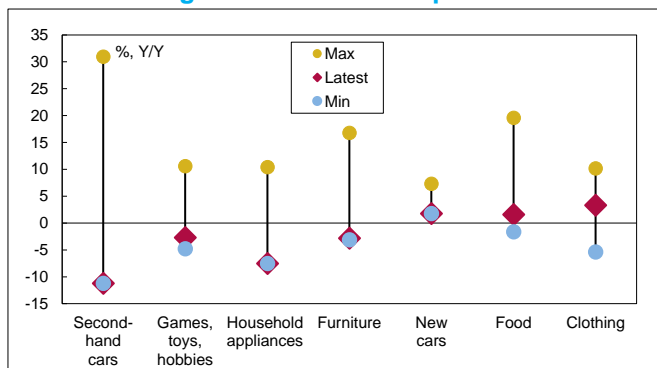 35
30
25
20
15
10
5
0
-5
-10
-15
%, Y/Y
Max
Latest
Min
Second-
hand
cars
Games,
toys,
hobbies
Household
appliances
Furniture
New
cars
Food
Clothing